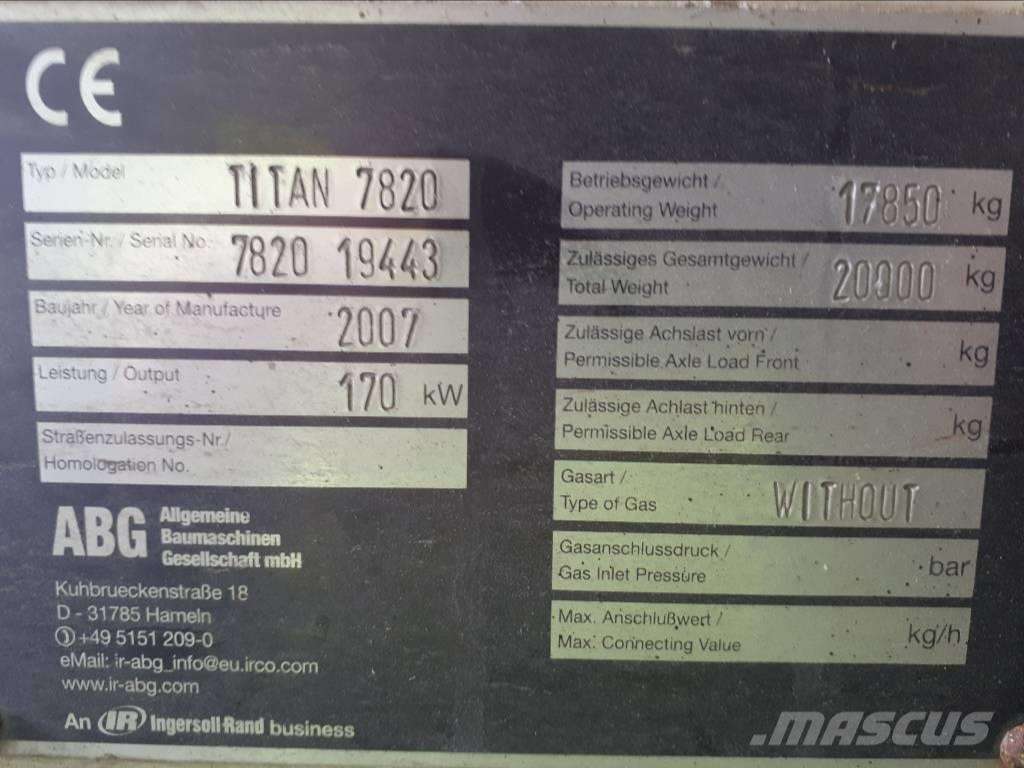 CE
Typ / Model TITAN 7820
Serien-Nr. / Serial No. 7820 19443
Baujahr / Year of Manufacture 2007
Leistung / Output 170 kW
Straßenzulassungs-Nr./
Homologation No.
ABG Allgemeine
Baumaschinen
Gesellschaft mbH
Kuhbrueckenstraße 18
D - 31785 Hameln
+49 5151 209-0
eMail: ir-abg_info@eu.irco.com
www.ir-abg.com
An IR Ingersoll-Rand business
Betriebsgewicht /
Operating Weight 17850 kg
Zulässiges Gesamtgewicht /
Total Weight 20000 kg
Zulässige Achslast vorn /
Permissible Axle Load Front kg
Zulässige Achlast hinten /
Permissible Axle Load Rear kg
Gasart /
Type of Gas WITHOUT
Gasanschlussdruck /
Gas Inlet Pressure bar
Max. Anschlußwert /
Max. Connecting Value kg/h
MASCUS